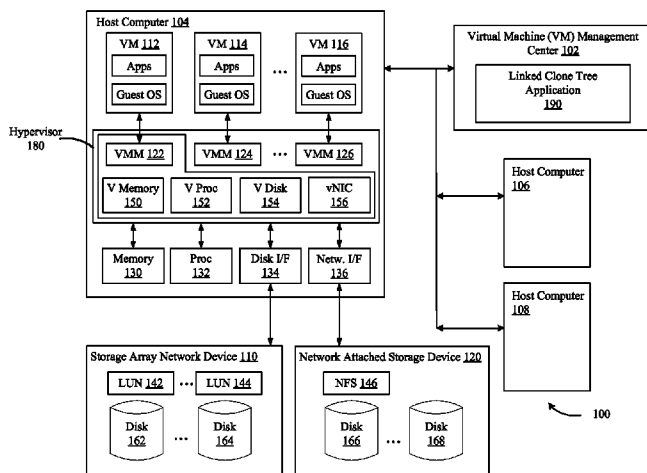 Host Computer 104
VM 112
Apps
Guest OS
VM 114
Apps
Guest OS
...
VM 116
Apps
Guest OS
Hypervisor
180
VMM 122
VMM 124
...
VMM 126
V Memory
150
V Proc
152
V Disk
154
vNIC
156
Memory
130
Proc
132
Disk I/F
134
Netw. I/F
136
Virtual Machine (VM) Management
Center 102
Linked Clone Tree
Application
190
Host Computer
106
Host Computer
108
100
Storage Array Network Device 110
LUN 142
...
LUN 144
Disk
162
...
Disk
164
Network Attached Storage Device 120
NFS 146
Disk
166
...
Disk
168